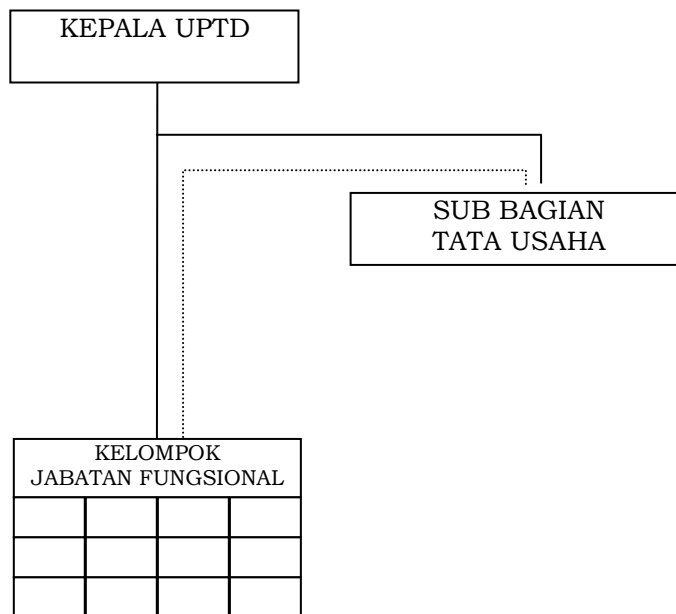 KEPALA UPTD
SUB BAGIAN
TATA USAHA
KELOMPOK
JABATAN FUNGSIONAL